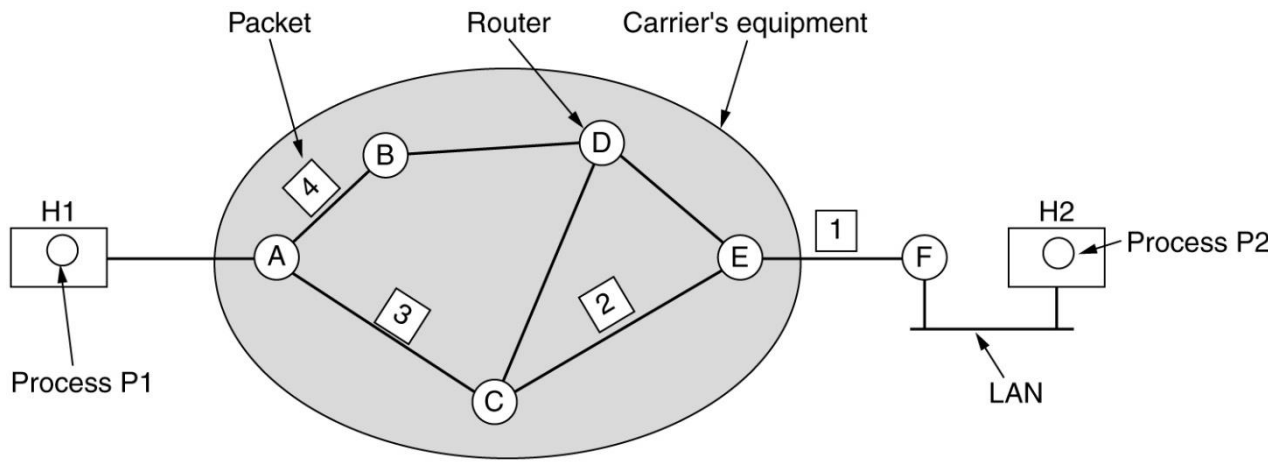 Packet
Router
Carrier's equipment
B
D
4
H1
1
H2
A
E
F
Process P2
3
2
Process P1
C
LAN